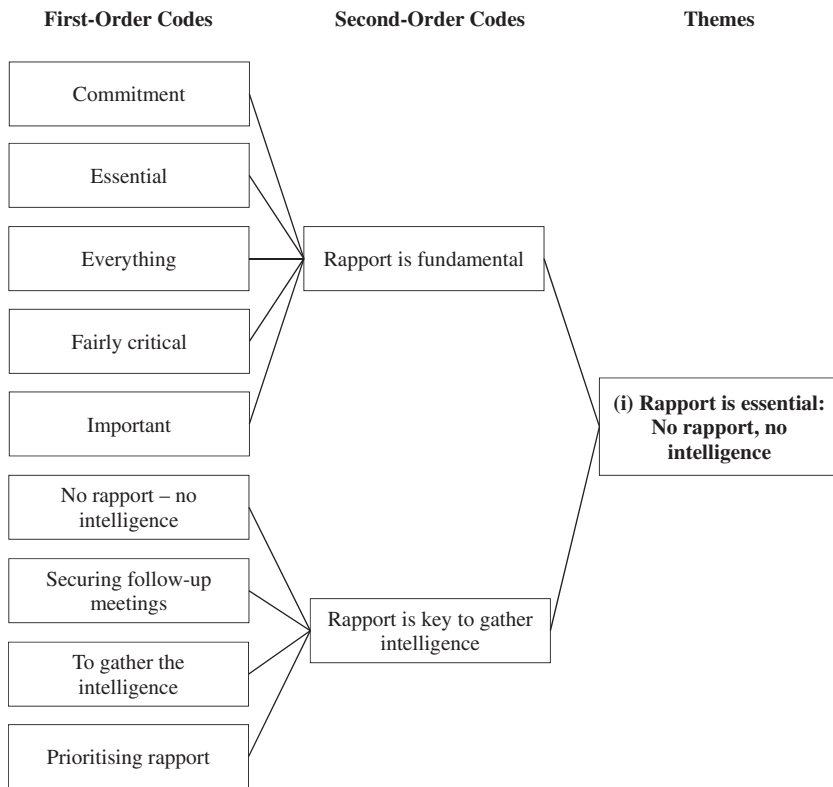 First-Order Codes
Second-Order Codes
Themes
Commitment
Essential
Everything
Fairly critical
Important
No rapport – no
intelligence
Securing follow-up
meetings
To gather the
intelligence
Prioritising rapport
Rapport is fundamental
Rapport is key to gather
intelligence
(i) Rapport is essential:
No rapport, no
intelligence